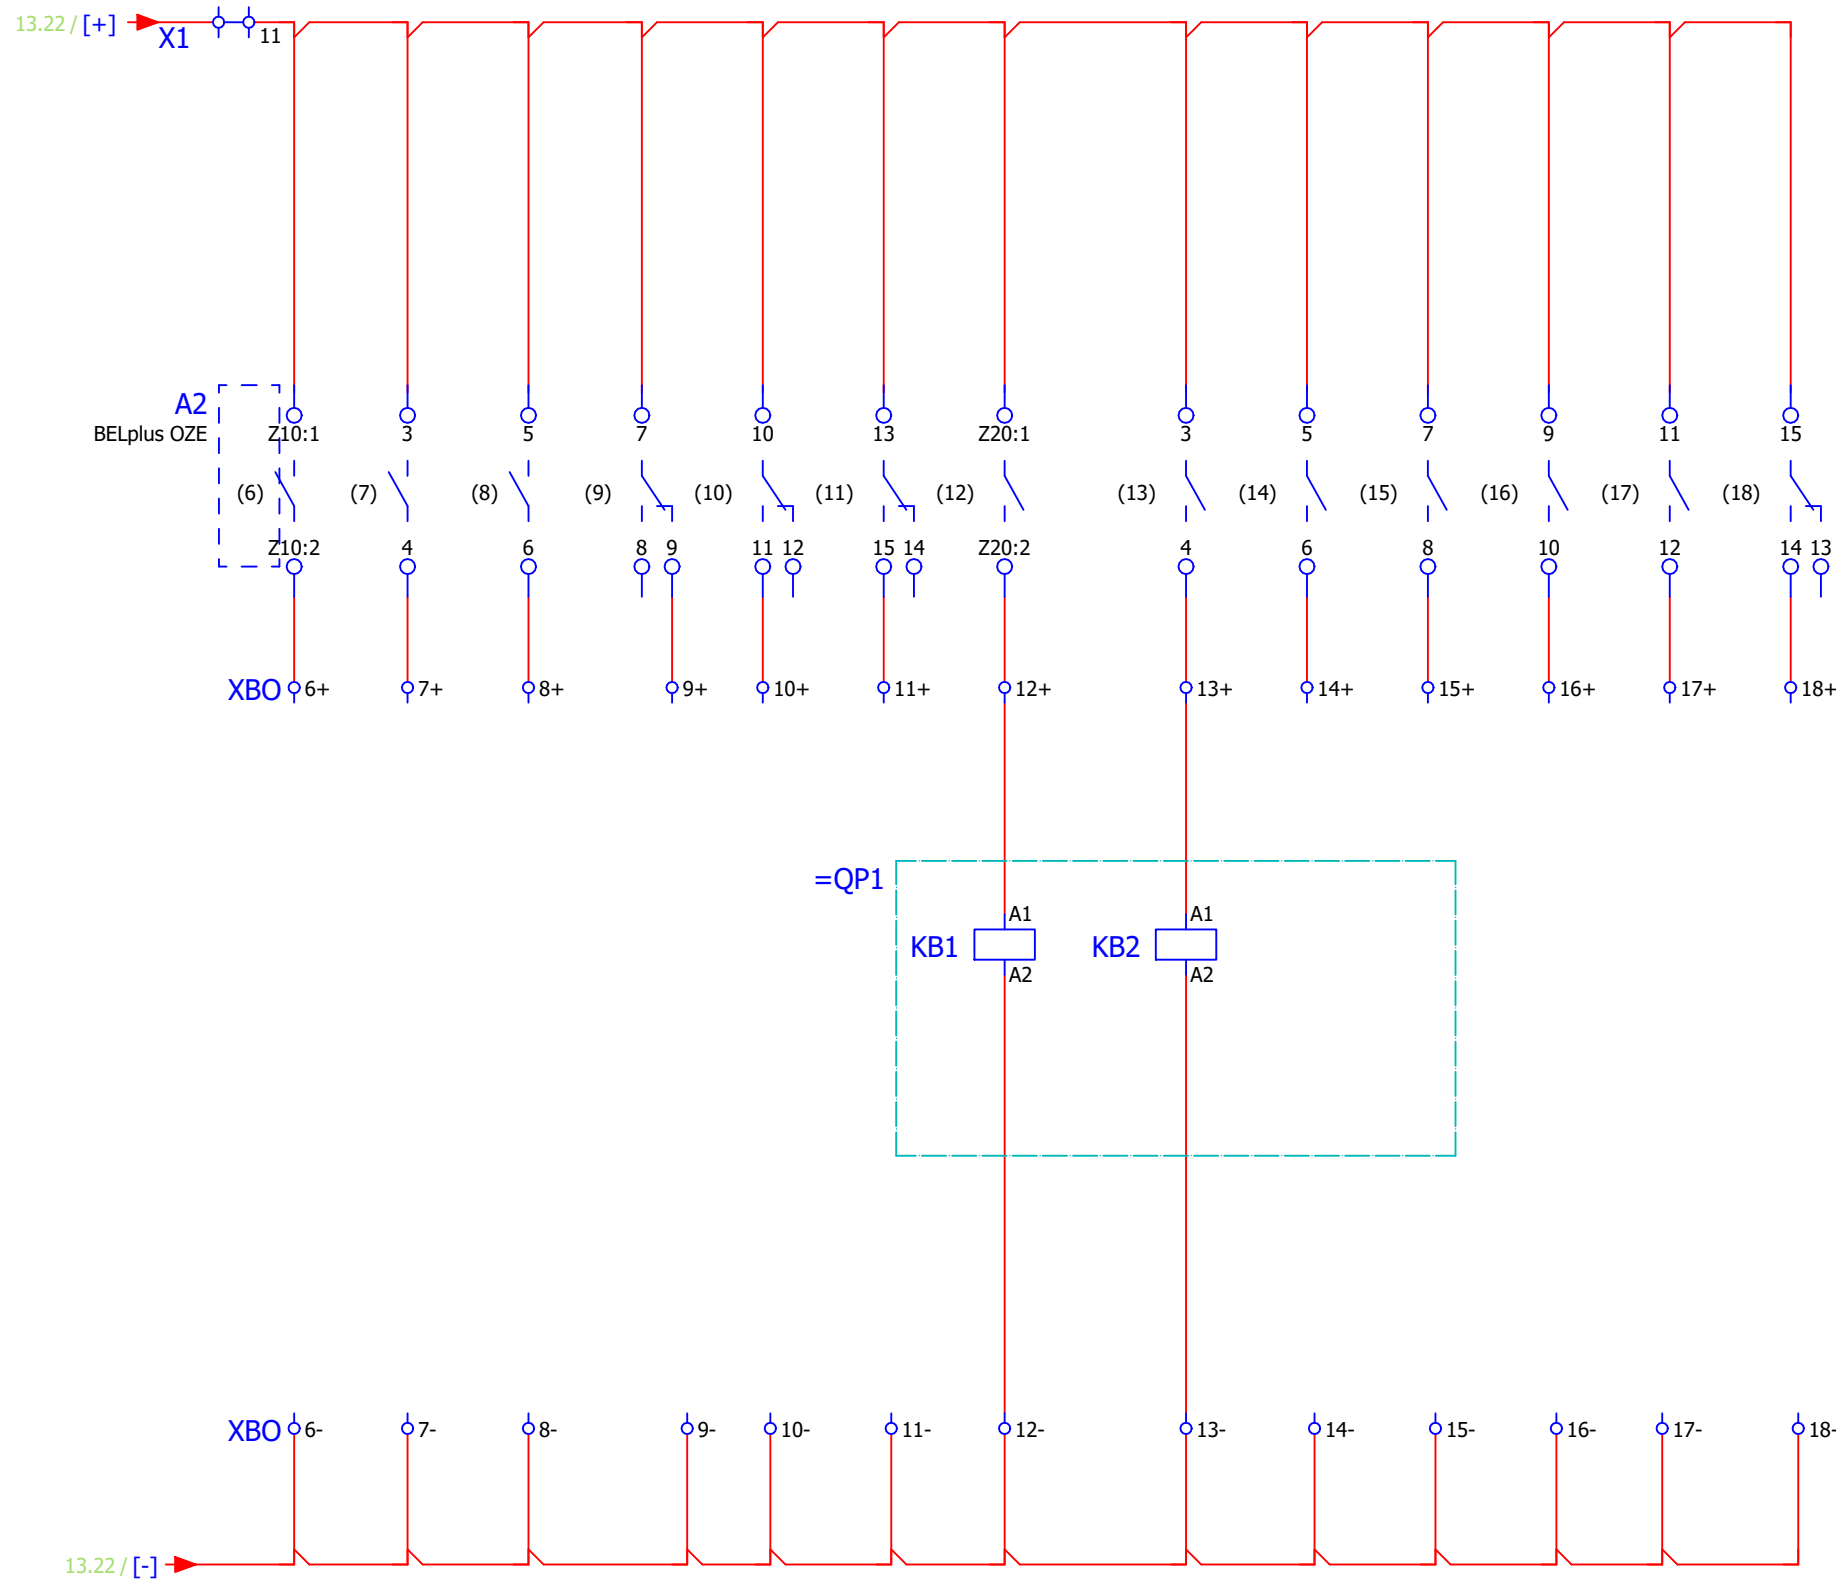 13.22 / [+] X1 11
A2
BELplus OZE Z10:1 3 5 7 10 13 Z20:1 3 5 7 9 11 15
(6) (7) (8) (9) (10) (11) (12) (13) (14) (15) (16) (17) (18)
Z10:2 4 6 8 9 11 12 15 14 Z20:2 4 6 8 10 12 14 13
XBO 6+ 7+ 8+ 9+ 10+ 11+ 12+ 13+ 14+ 15+ 16+ 17+ 18+
=QP1
A1 A1
KB1 KB2
A2 A2
XBO 6- 7- 8- 9- 10- 11- 12- 13- 14- 15- 16- 17- 18-
13.22 / [-]